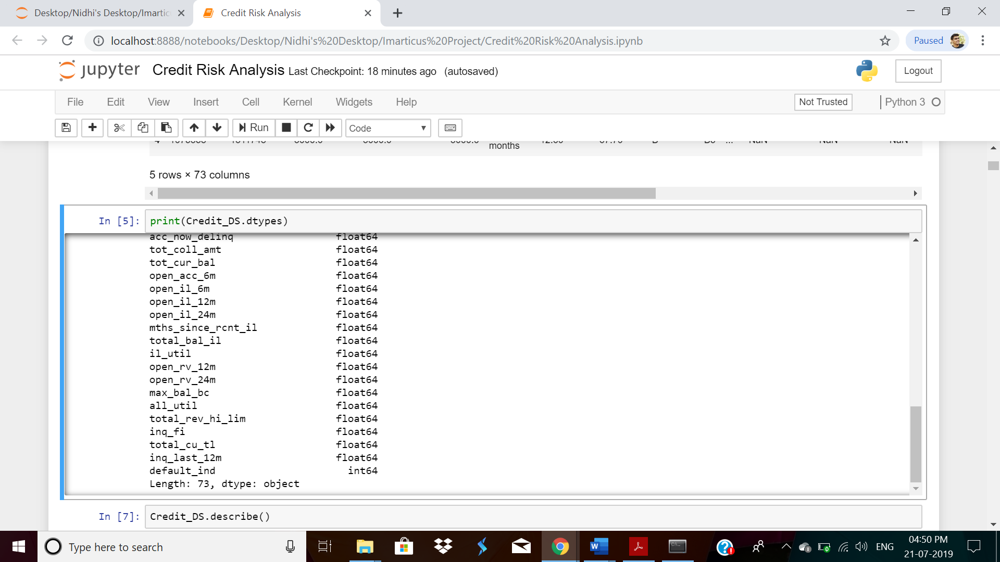 Desktop/Nidhi's Desktop/Imartic
Credit Risk Analysis
localhost:8888/notebooks/Desktop/Nidhi's%20Desktop/Imarticus%20Project/Credit%20Risk%20Analysis.ipynb
Paused
jupyter Credit Risk Analysis Last Checkpoint: 18 minutes ago (autosaved)
Logout
File Edit View Insert Cell Kernel Widgets Help
Not Trusted
Python 3
Run
Code
months
5 rows × 73 columns
In [5]: print(Credit_DS.dtypes)
acc_now_delinq float64
tot_coll_amt float64
tot_cur_bal float64
open_acc_6m float64
open_il_6m float64
open_il_12m float64
open_il_24m float64
mths_since_rcnt_il float64
total_bal_il float64
il_util float64
open_rv_12m float64
open_rv_24m float64
max_bal_bc float64
all_util float64
total_rev_hi_lim float64
inq_fi float64
total_cu_tl float64
inq_last_12m float64
default_ind int64
Length: 73, dtype: object
In [7]: Credit_DS.describe()
Type here to search
ENG
04:50 PM
21-07-2019